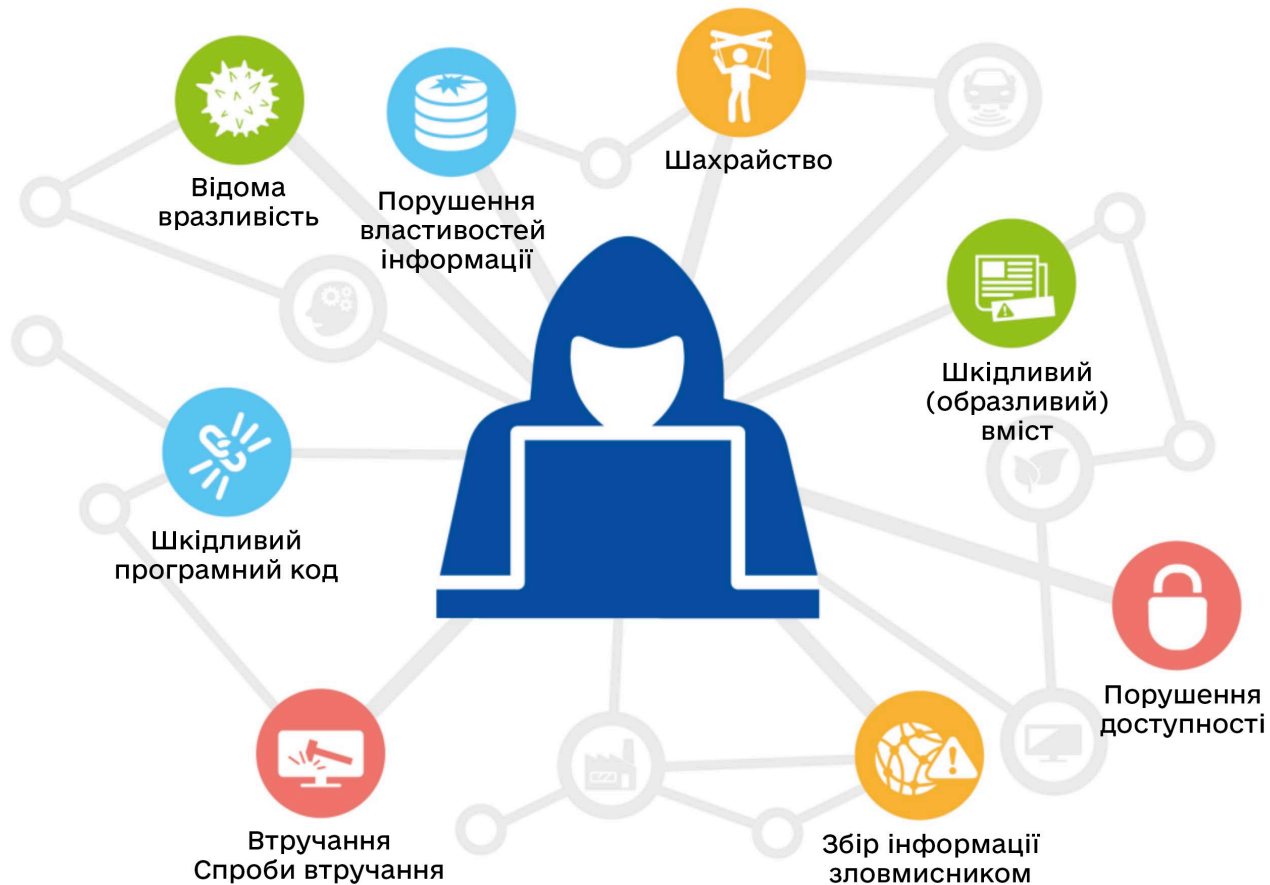 Шахрайство
Відома
вразливість
Порушення
властивостей
інформації
Шкідливий
(образливий)
вміст
Шкідливий
програмний код
Порушення
доступності
Втручання
Спроби втручання
Збір інформації
зловмисником